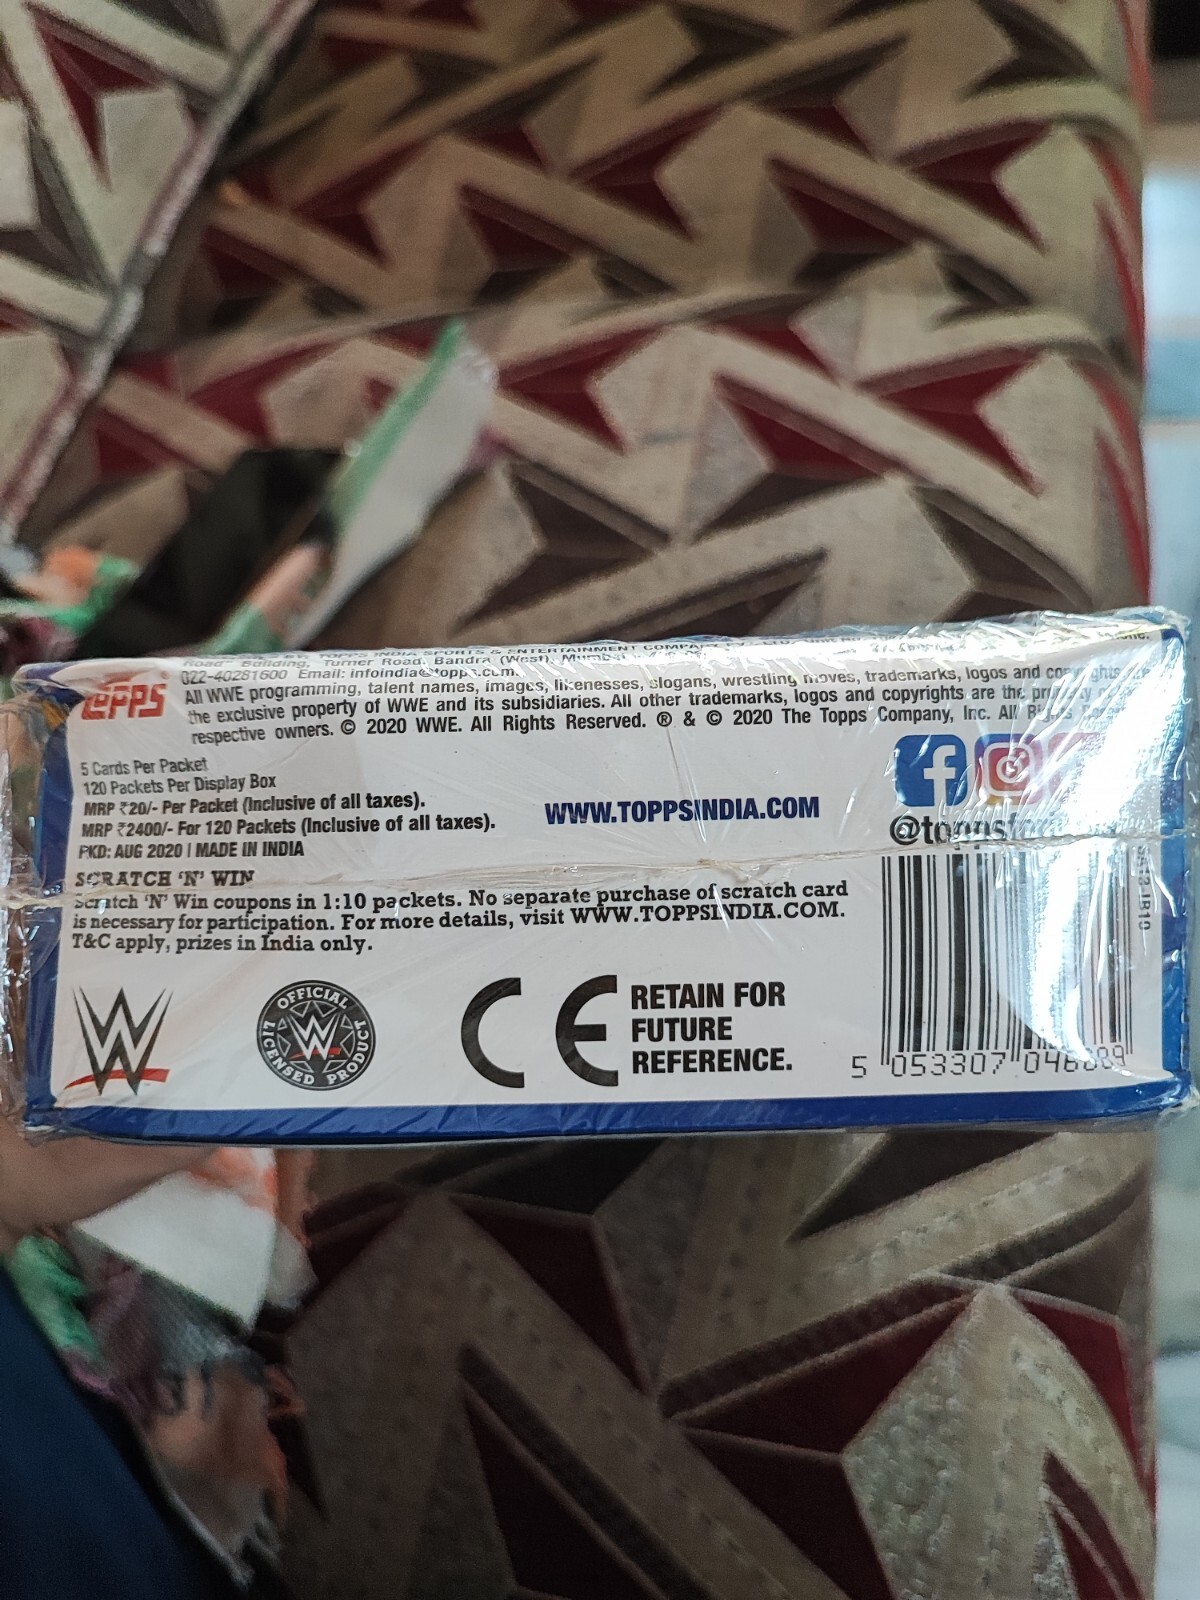 TOPPS INDIA SPORTS & ENTERTAINMENT
Road Building, Turner Road, Bandra (West),
022-40281600 Email: infoindia@topps.com.
TOPPS
All WWE programming, talent names, images, likenesses, slogans, wrestling moves, trademarks, logos and copyrights are
the exclusive property of WWE and its subsidiaries. All other trademarks, logos and copyrights are the property of
respective owners. © 2020 WWE. All Rights Reserved. ® & © 2020 The Topps Company, Inc. All Rights
5 Cards Per Packet
120 Packets Per Display Box
MRP ₹20/- Per Packet (Inclusive of all taxes).
MRP ₹2400/- For 120 Packets (Inclusive of all taxes).
PKD: AUG 2020 | MADE IN INDIA
WWW.TOPPSINDIA.COM
SCRATCH 'N' WIN
Scratch 'N' Win coupons in 1:10 packets. No separate purchase of scratch card
is necessary for participation. For more details, visit WWW.TOPPSINDIA.COM.
T&C apply, prizes in India only.
W
OFFICIAL
W
LICENSED PRODUCT
CE
RETAIN FOR
FUTURE
REFERENCE.
5 053307